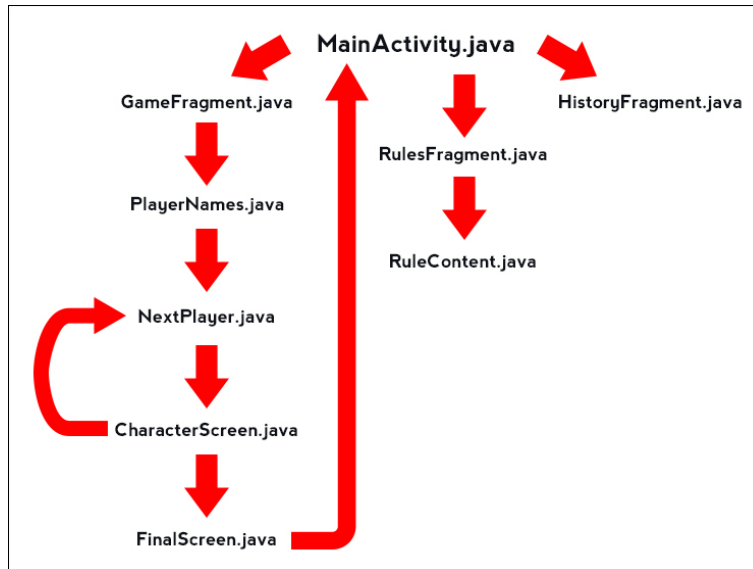 MainActivity.java
GameFragment.java
HistoryFragment.java
RulesFragment.java
PlayerNames.java
RuleContent.java
NextPlayer.java
CharacterScreen.java
FinalScreen.java